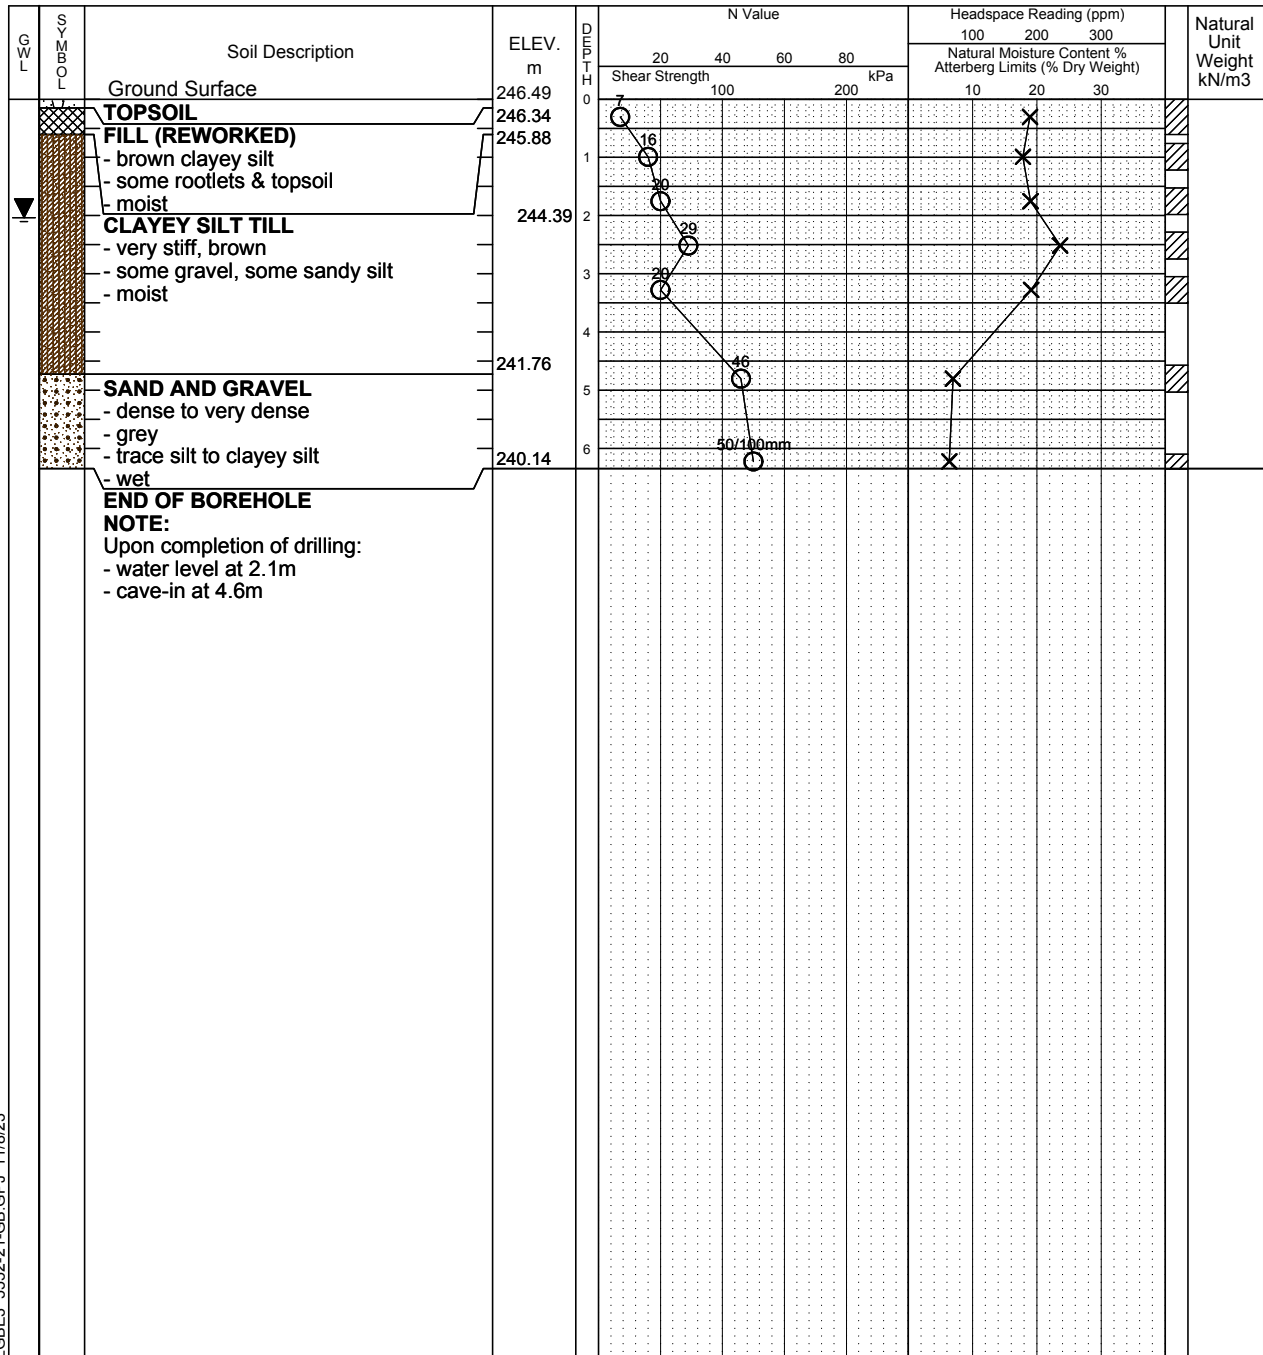 GWL
SYMBOL
Soil Description
Ground Surface
ELEV.
m
DEPTH
N Value
20 40 60 80
Shear Strength kPa
100 200
Headspace Reading (ppm)
100 200 300
Natural Moisture Content %
Atterberg Limits (% Dry Weight)
10 20 30
Natural
Unit
Weight
kN/m3
246.49
0
TOPSOIL
246.34
7
FILL (REWORKED)
245.88
- brown clayey silt
16
1
- some rootlets & topsoil
20
- moist
244.39
2
CLAYEY SILT TILL
29
- very stiff, brown
- some gravel, some sandy silt
20
3
- moist
4
241.76
46
SAND AND GRAVEL
5
- dense to very dense
- grey
50/100mm
6
- trace silt to clayey silt
240.14
- wet
END OF BOREHOLE
NOTE:
Upon completion of drilling:
- water level at 2.1m
- cave-in at 4.6m